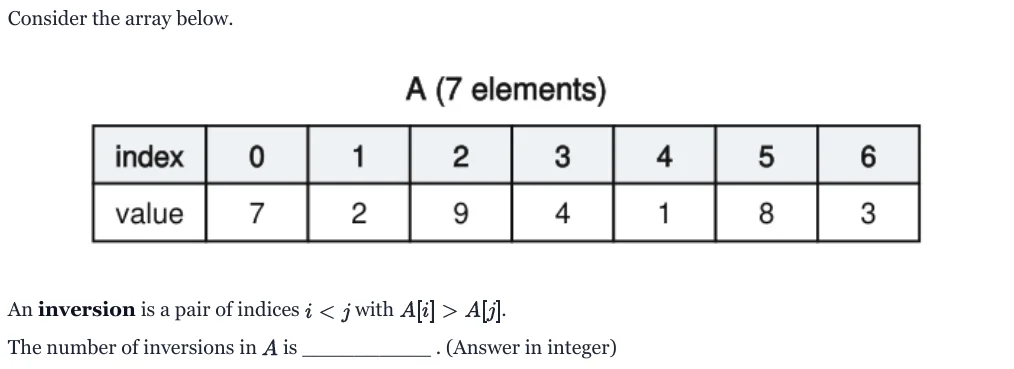 Consider the array below.
A (7 elements)
index 0 1 2 3 4 5 6
value 7 2 9 4 1 8 3
An inversion is a pair of indices i < j with A[i] > A[j].
The number of inversions in A is ____________ . (Answer in integer)